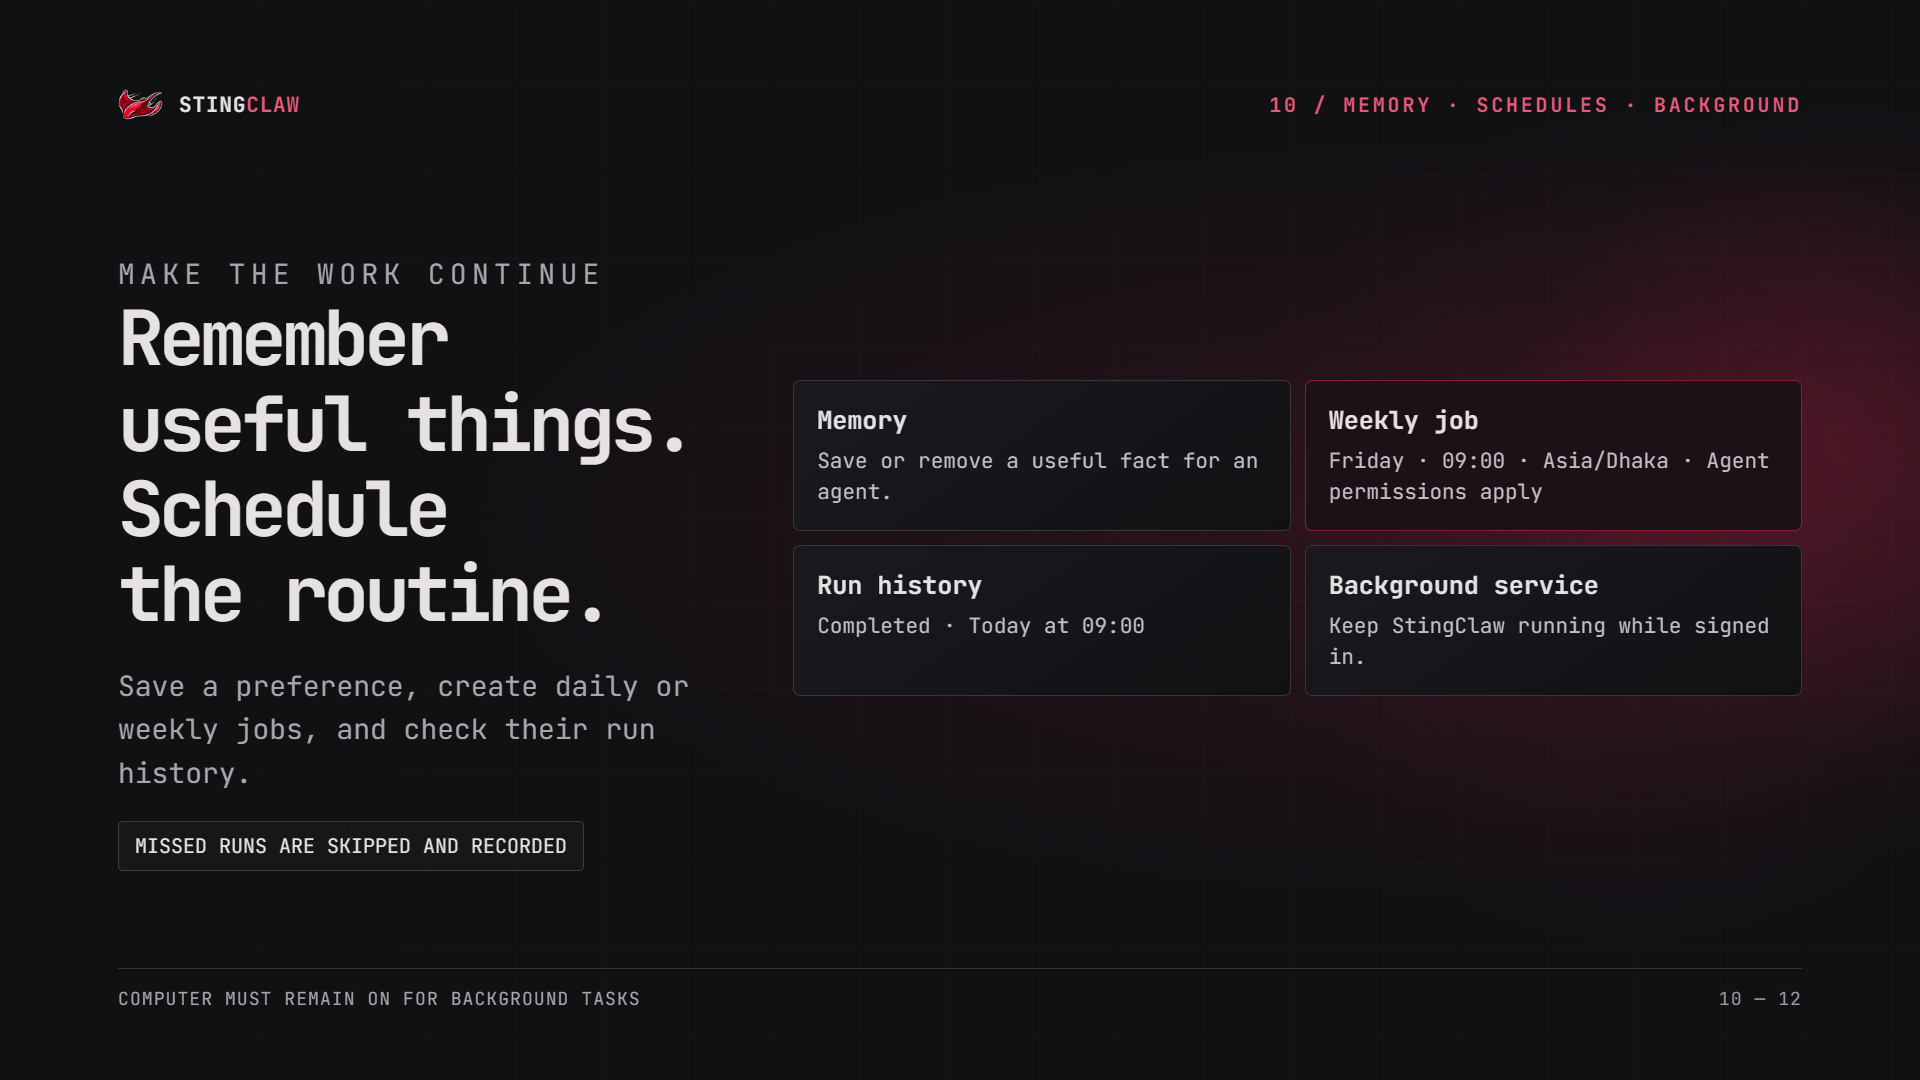 STINGCLAW
10 / MEMORY · SCHEDULES · BACKGROUND
MAKE THE WORK CONTINUE
Remember
useful things.
Schedule
the routine.
Save a preference, create daily or
weekly jobs, and check their run
history.
MISSED RUNS ARE SKIPPED AND RECORDED
Memory
Save or remove a useful fact for an
agent.
Weekly job
Friday · 09:00 · Asia/Dhaka · Agent
permissions apply
Run history
Completed · Today at 09:00
Background service
Keep StingClaw running while signed
in.
COMPUTER MUST REMAIN ON FOR BACKGROUND TASKS
10 — 12